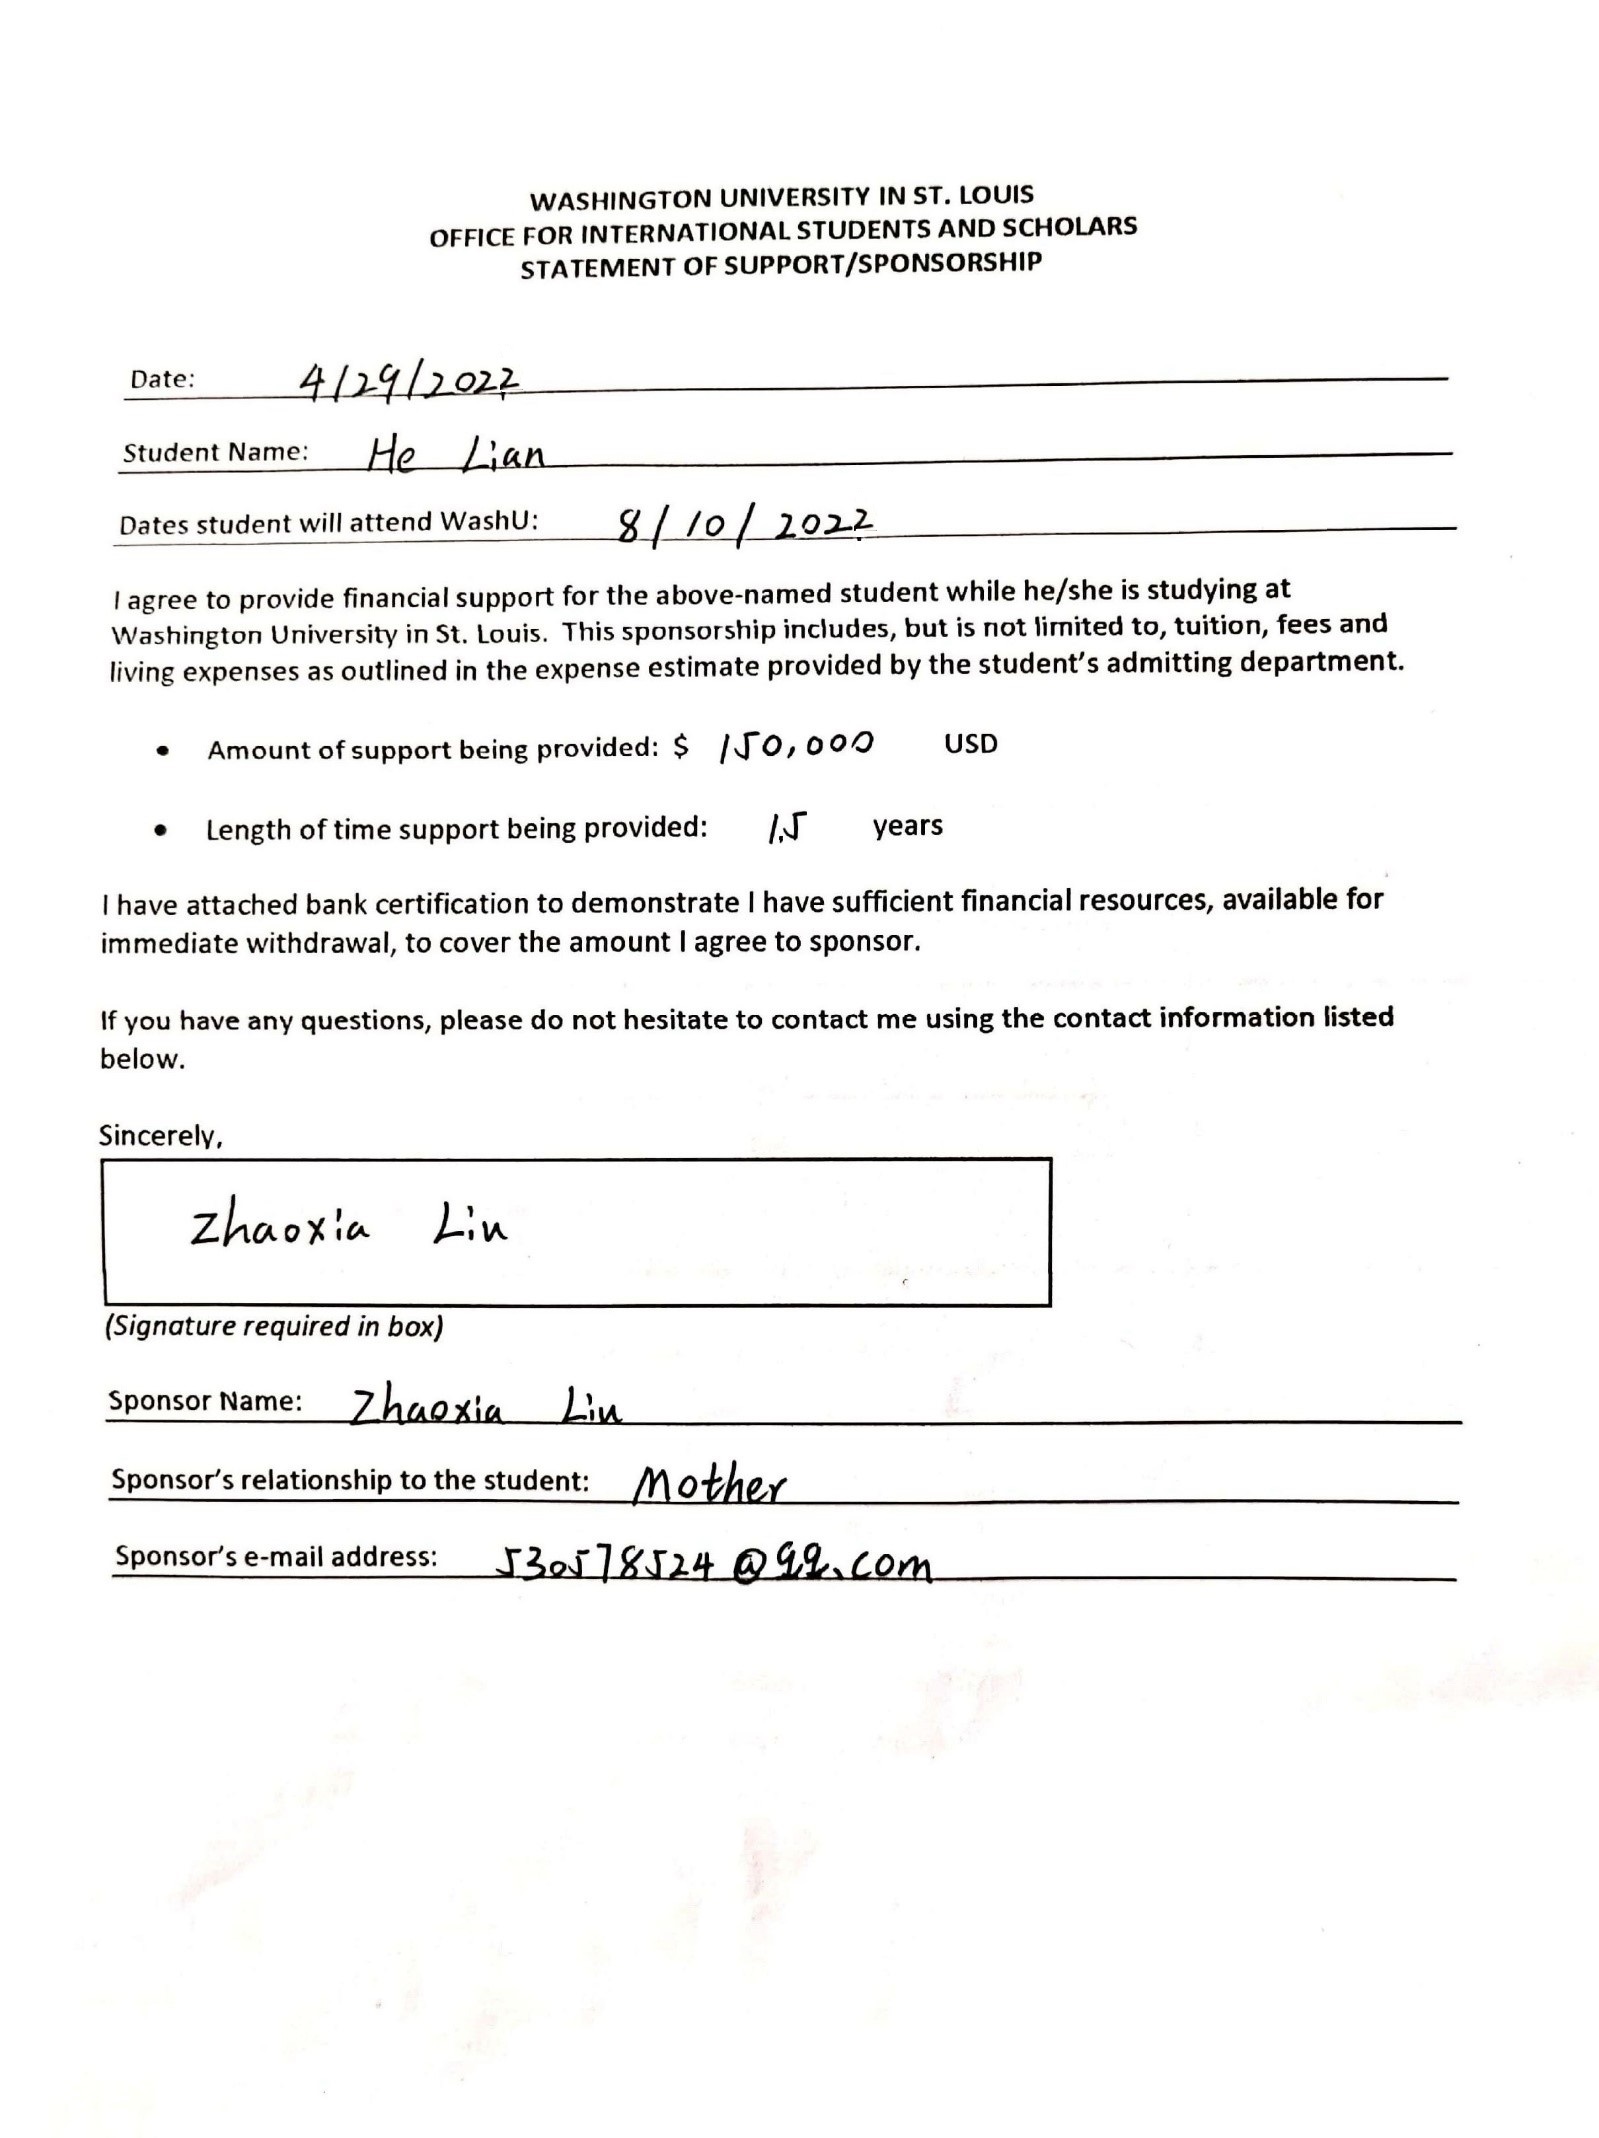 WASHINGTON UNIVERSITY IN ST. LOUIS
OFFICE FOR INTERNATIONAL STUDENTS AND SCHOLARS
STATEMENT OF SUPPORT/SPONSORSHIP
Date: 4/29/2022
Student Name: He Lian
Dates student will attend WashU: 8/10/2022
I agree to provide financial support for the above-named student while he/she is studying at
Washington University in St. Louis. This sponsorship includes, but is not limited to, tuition, fees and
living expenses as outlined in the expense estimate provided by the student's admitting department.
• Amount of support being provided: $ 150,000 USD
• Length of time support being provided: 1.5 years
I have attached bank certification to demonstrate I have sufficient financial resources, available for
immediate withdrawal, to cover the amount I agree to sponsor.
If you have any questions, please do not hesitate to contact me using the contact information listed
below.
Sincerely,
Zhaoxia Lin
(Signature required in box)
Sponsor Name: Zhaoxia Lin
Sponsor's relationship to the student: Mother
Sponsor's e-mail address: 530578524@qq.com